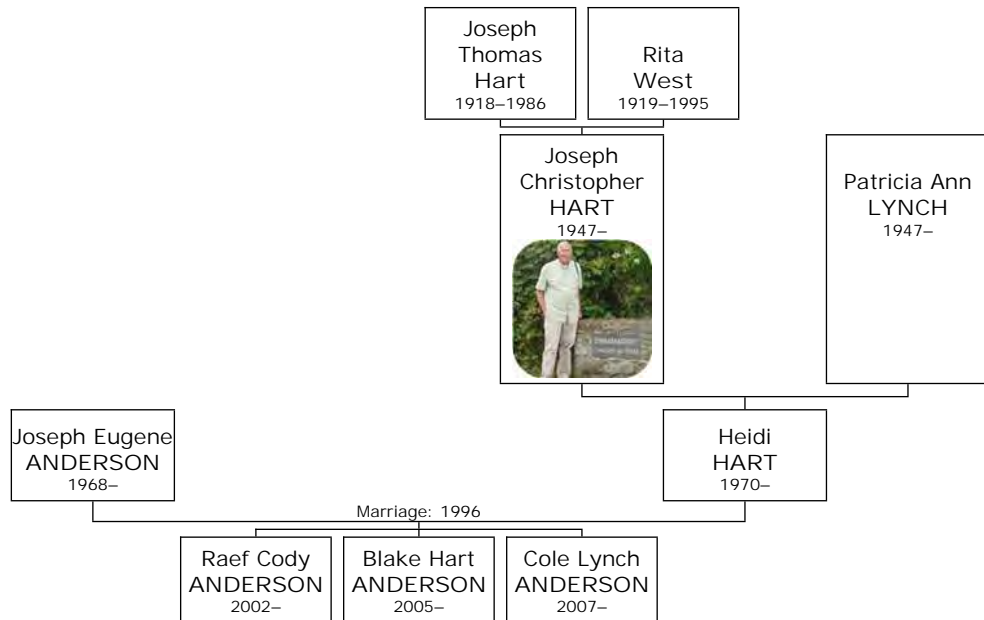 Joseph
Thomas
Hart
1918–1986
Rita
West
1919–1995
Joseph
Christopher
HART
1947–
Patricia Ann
LYNCH
1947–
Joseph Eugene
ANDERSON
1968–
Heidi
HART
1970–
Marriage: 1996
Raef Cody
ANDERSON
2002–
Blake Hart
ANDERSON
2005–
Cole Lynch
ANDERSON
2007–